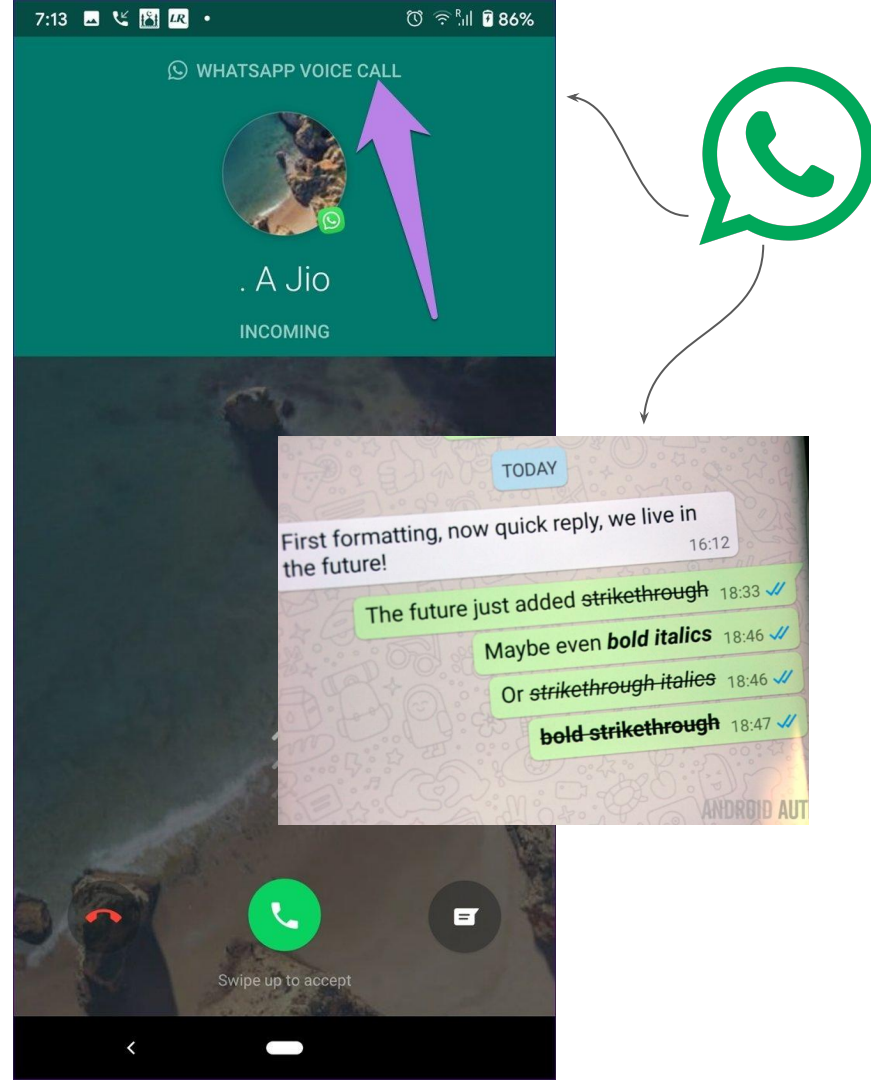 7:13
LR
R
86%
WHATSAPP VOICE CALL
. A Jio
INCOMING
TODAY
First formatting, now quick reply, we live in
the future!
16:12
The future just added strikethrough 18:33
Maybe even bold italics 18:46
Or strikethrough italics 18:46
bold strikethrough 18:47
ANDROID AUT
Swipe up to accept